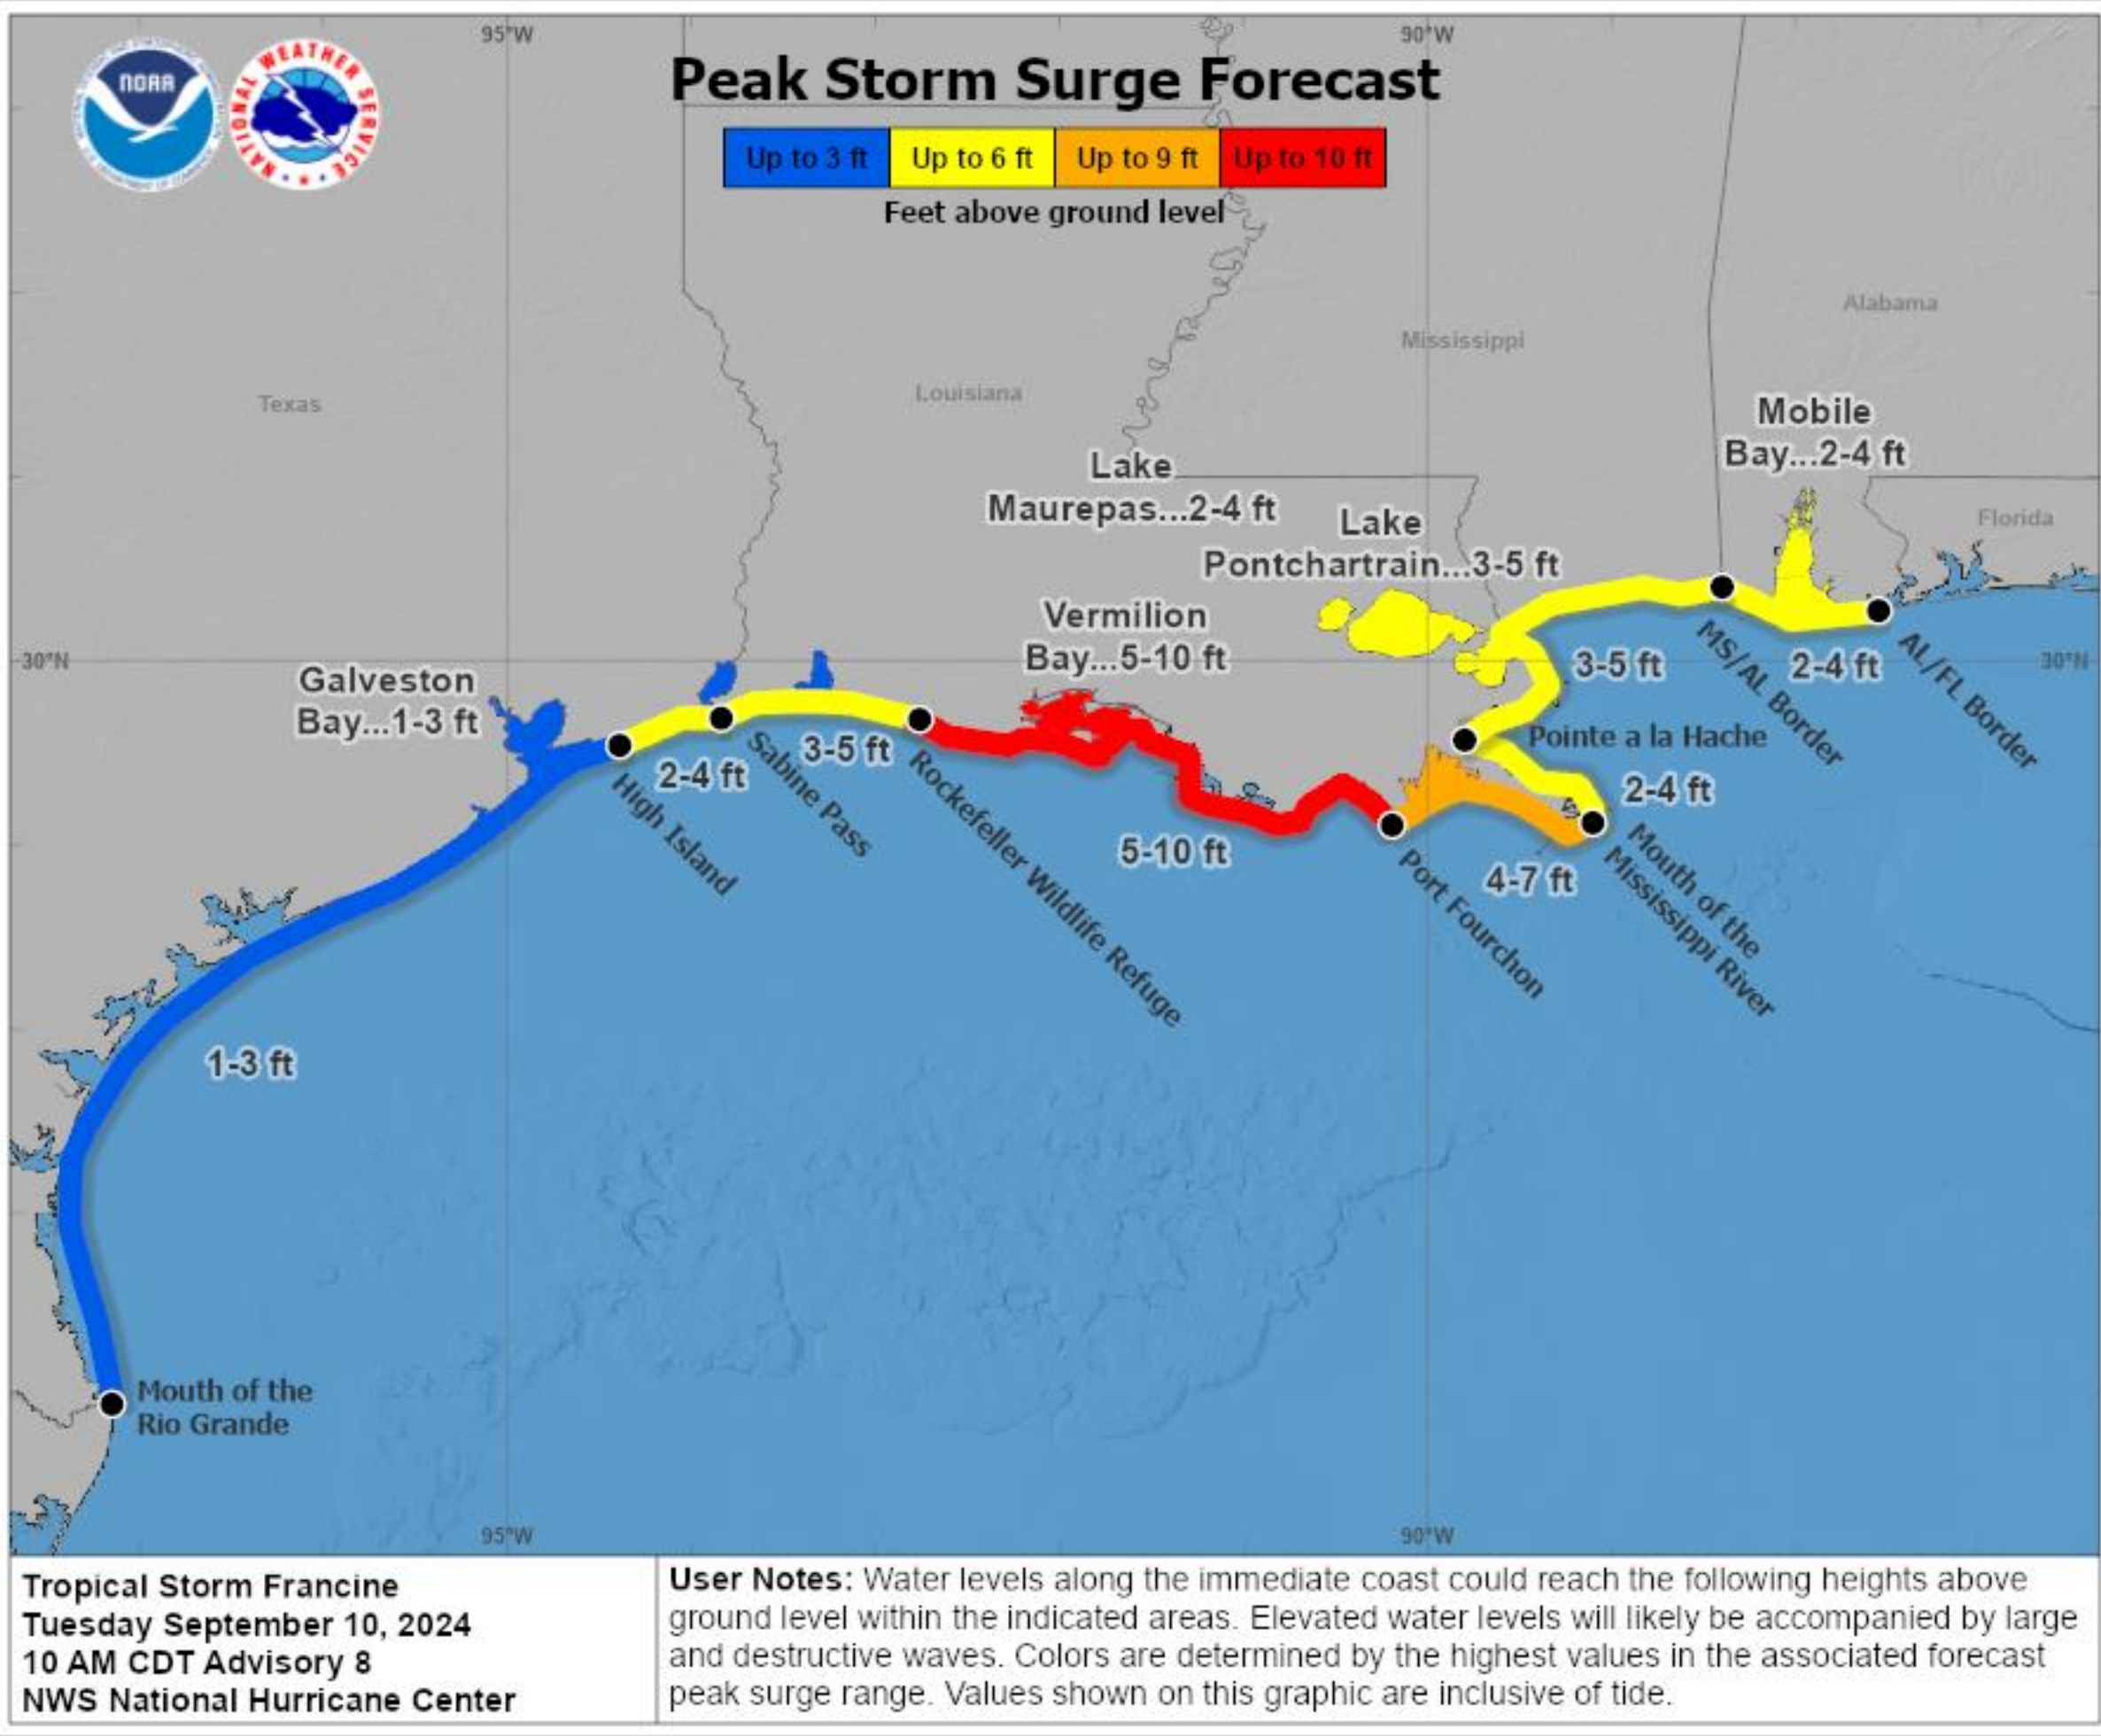 95°W
90°W
NOAA
NATIONAL WEATHER SERVICE
Peak Storm Surge Forecast
Up to 3 ft
Up to 6 ft
Up to 9 ft
Up to 10 ft
Feet above ground level
Alabama
Mississippi
Louisiana
Texas
Mobile
Bay...2-4 ft
Lake
Maurepas...2-4 ft
Lake
Pontchartrain...3-5 ft
Florida
Vermilion
Bay...5-10 ft
30°N
30°N
Galveston
Bay...1-3 ft
3-5 ft
2-4 ft
MS/AL Border
AL/FL Border
Pointe a la Hache
2-4 ft
3-5 ft
2-4 ft
High Island
Sabine Pass
Rockefeller Wildlife Refuge
5-10 ft
4-7 ft
Port Fourchon
Mouth of the
Mississippi River
1-3 ft
Mouth of the
Rio Grande
95°W
90°W
Tropical Storm Francine
Tuesday September 10, 2024
10 AM CDT Advisory 8
NWS National Hurricane Center
User Notes: Water levels along the immediate coast could reach the following heights above
ground level within the indicated areas. Elevated water levels will likely be accompanied by large
and destructive waves. Colors are determined by the highest values in the associated forecast
peak surge range. Values shown on this graphic are inclusive of tide.